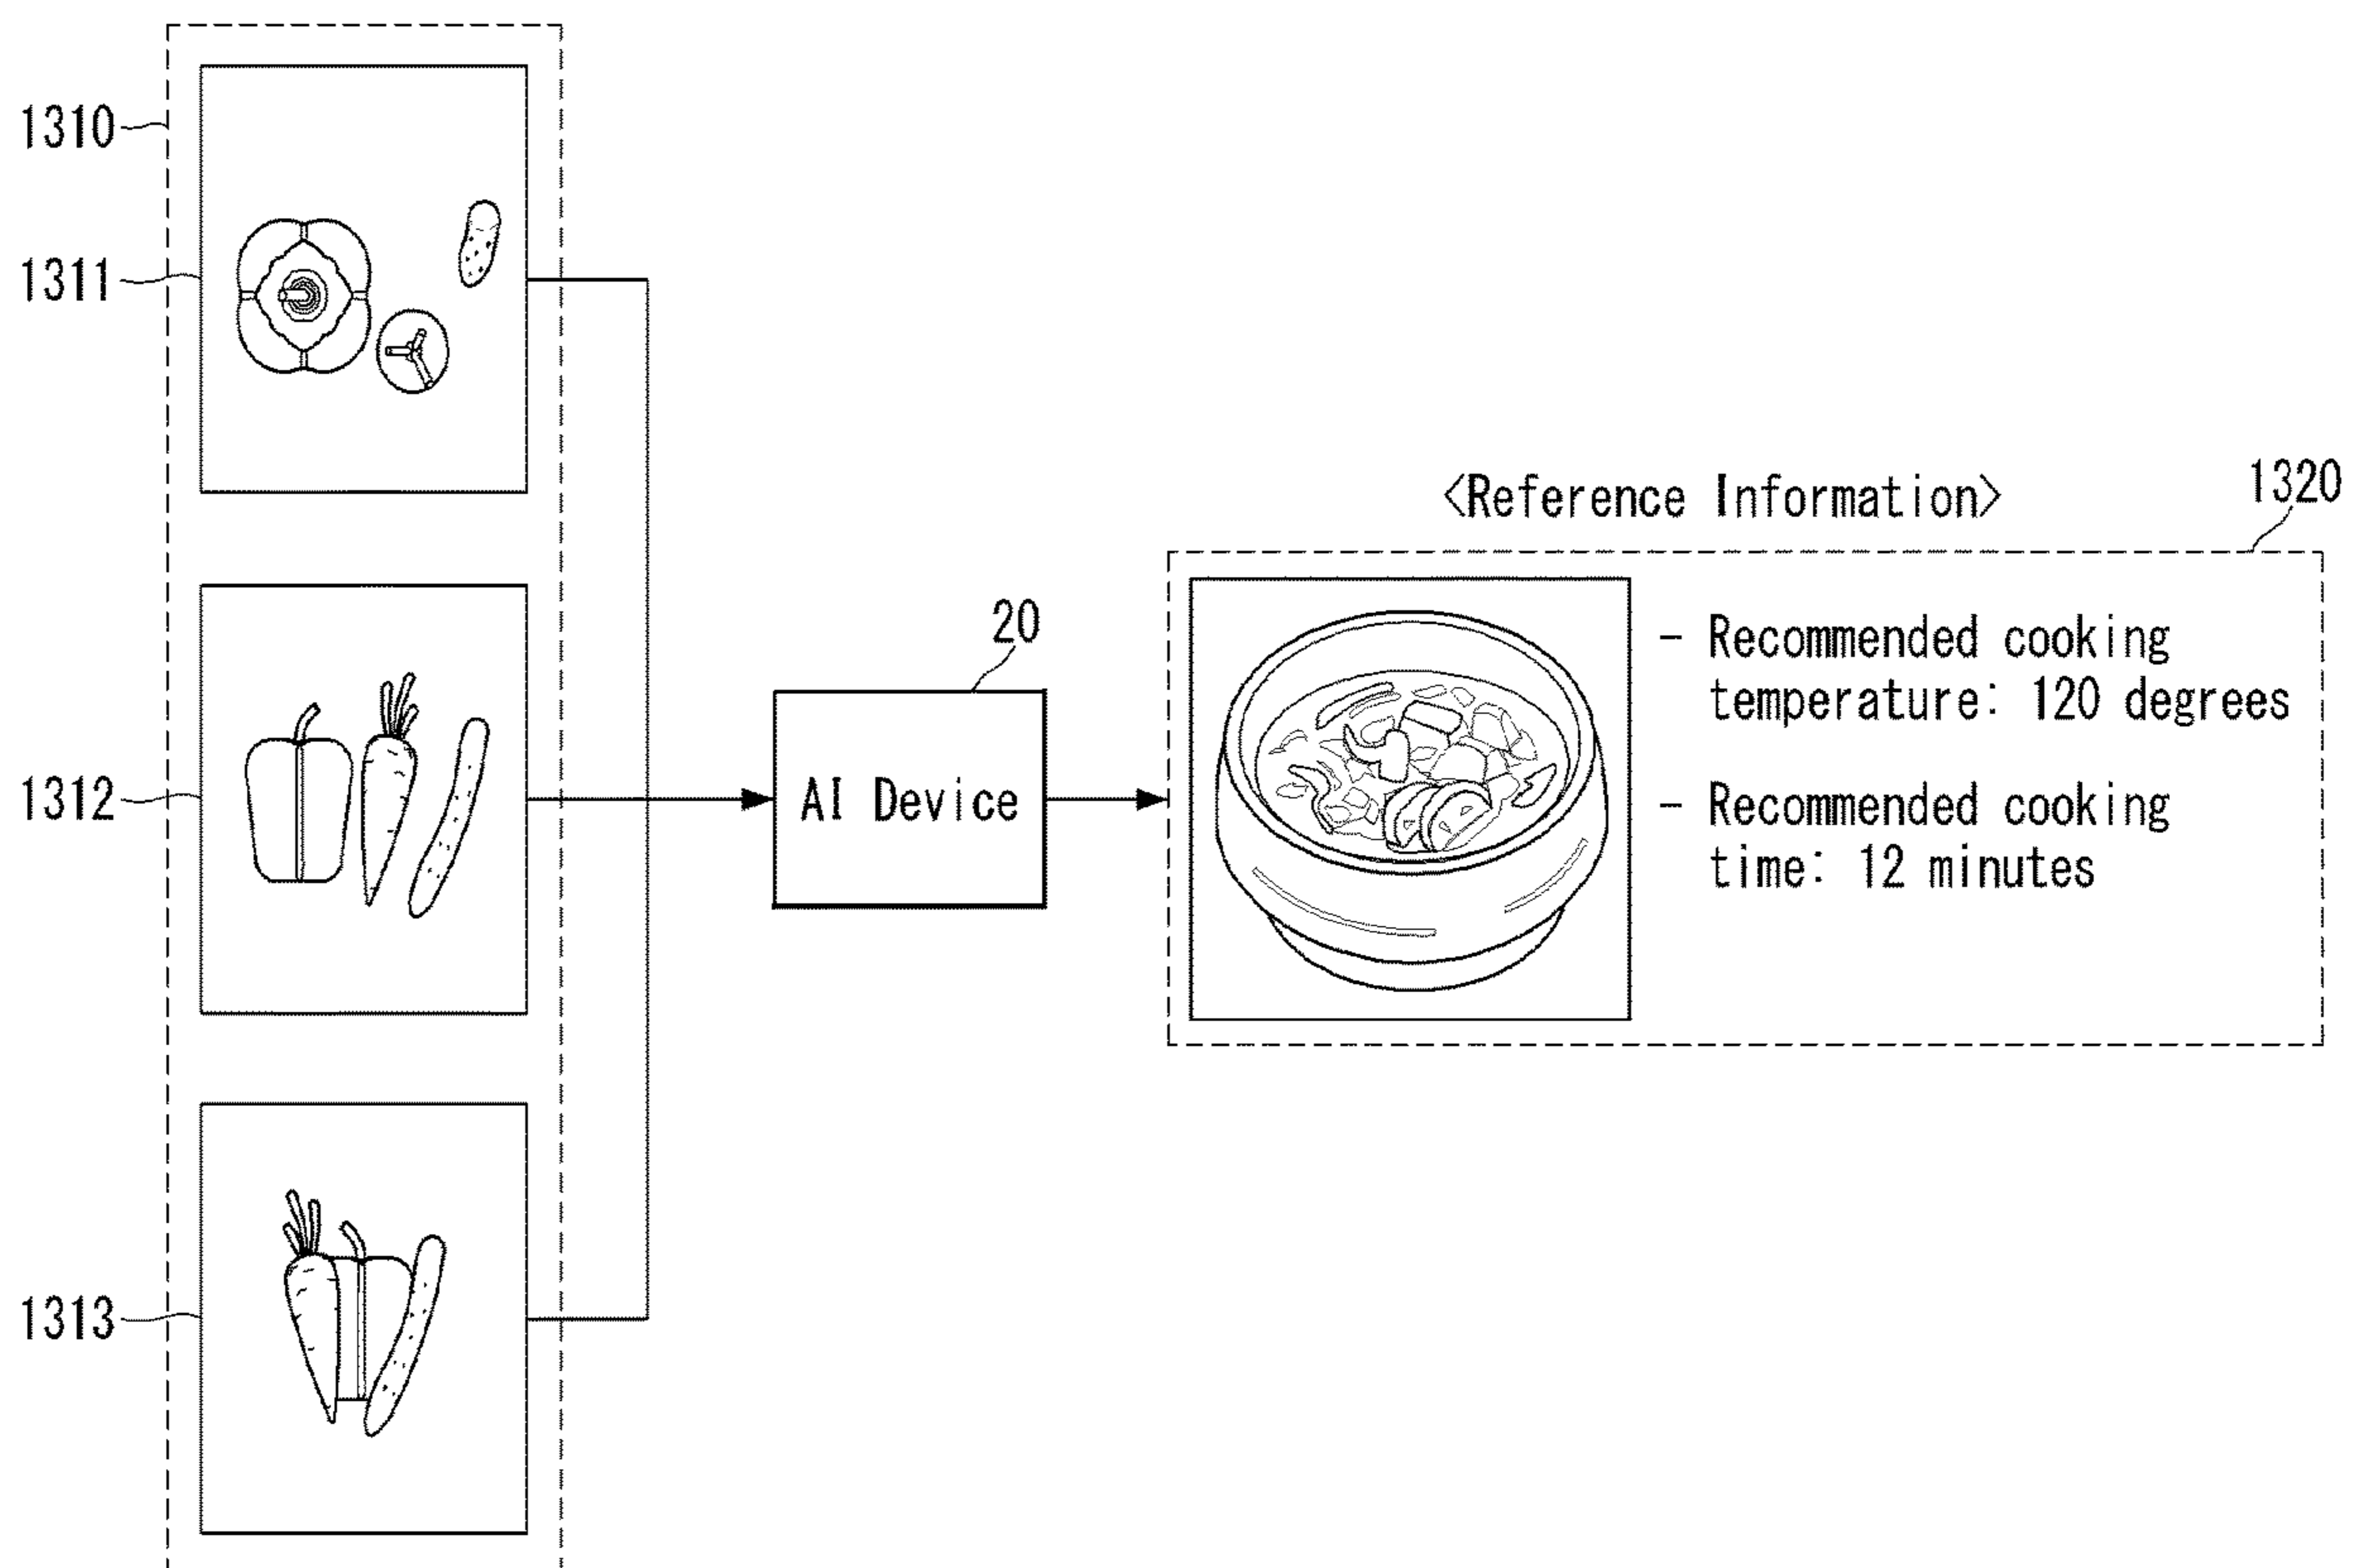 1310
1311
1312
1313
20
AI Device
<Reference Information>
1320
- Recommended cooking
temperature: 120 degrees
- Recommended cooking
time: 12 minutes